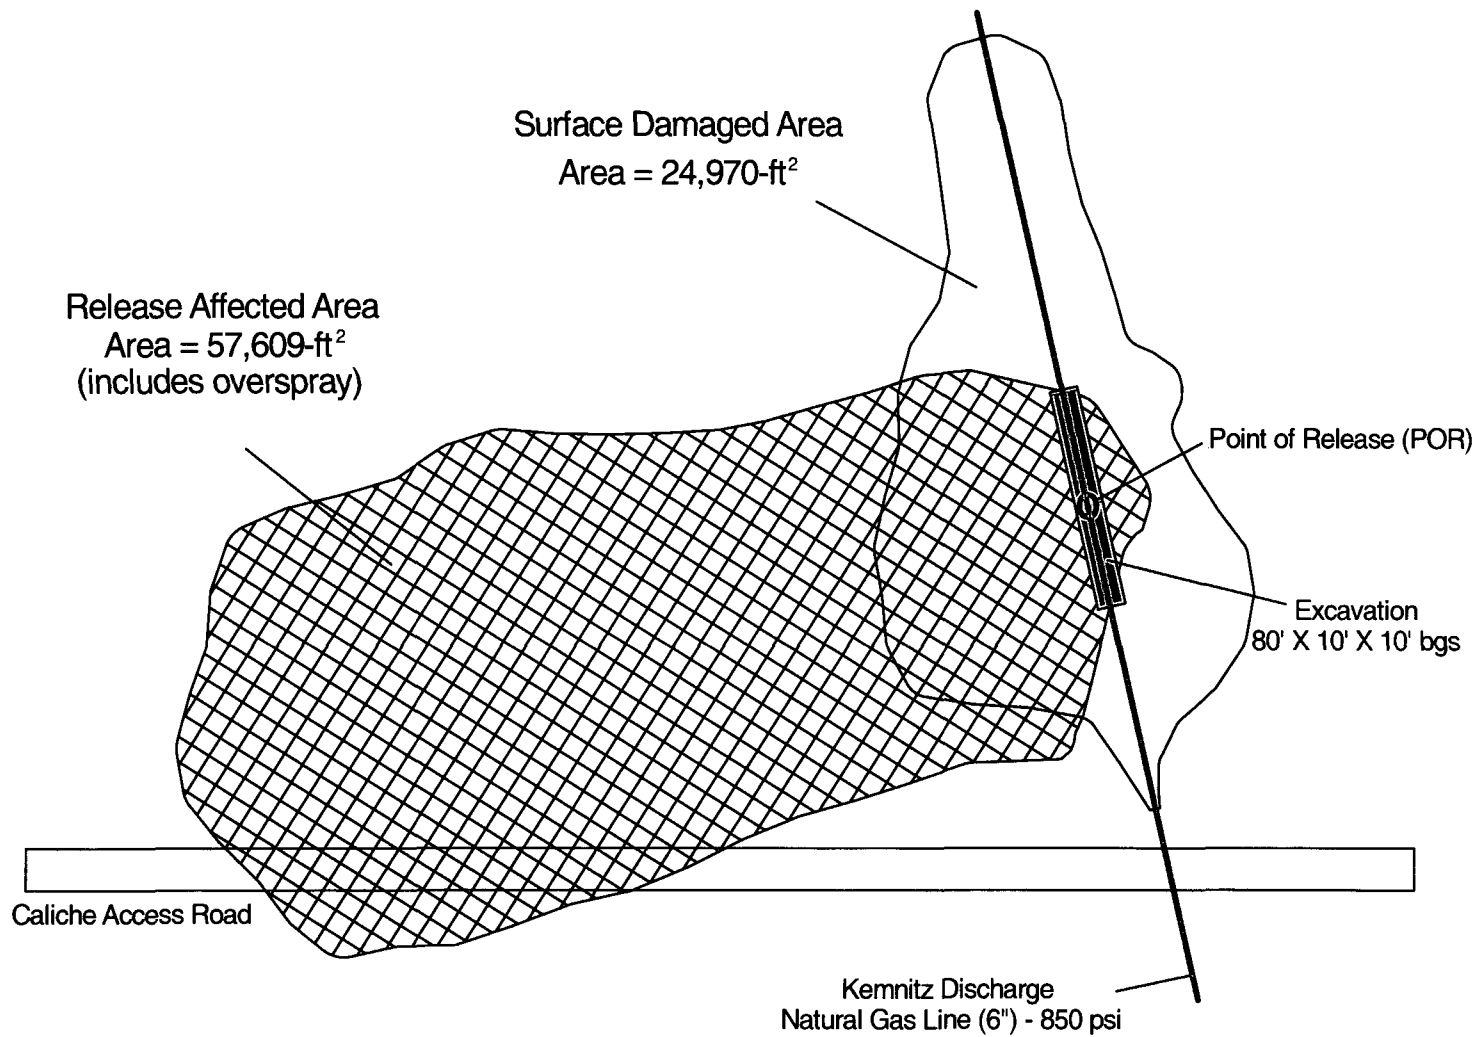 Surface Damaged Area
Area = 24,970-ft²
Release Affected Area
Area = 57,609-ft²
(includes overspray)
Point of Release (POR)
Excavation
80' X 10' X 10' bgs
Caliche Access Road
Kemnitz Discharge
Natural Gas Line (6") - 850 psi